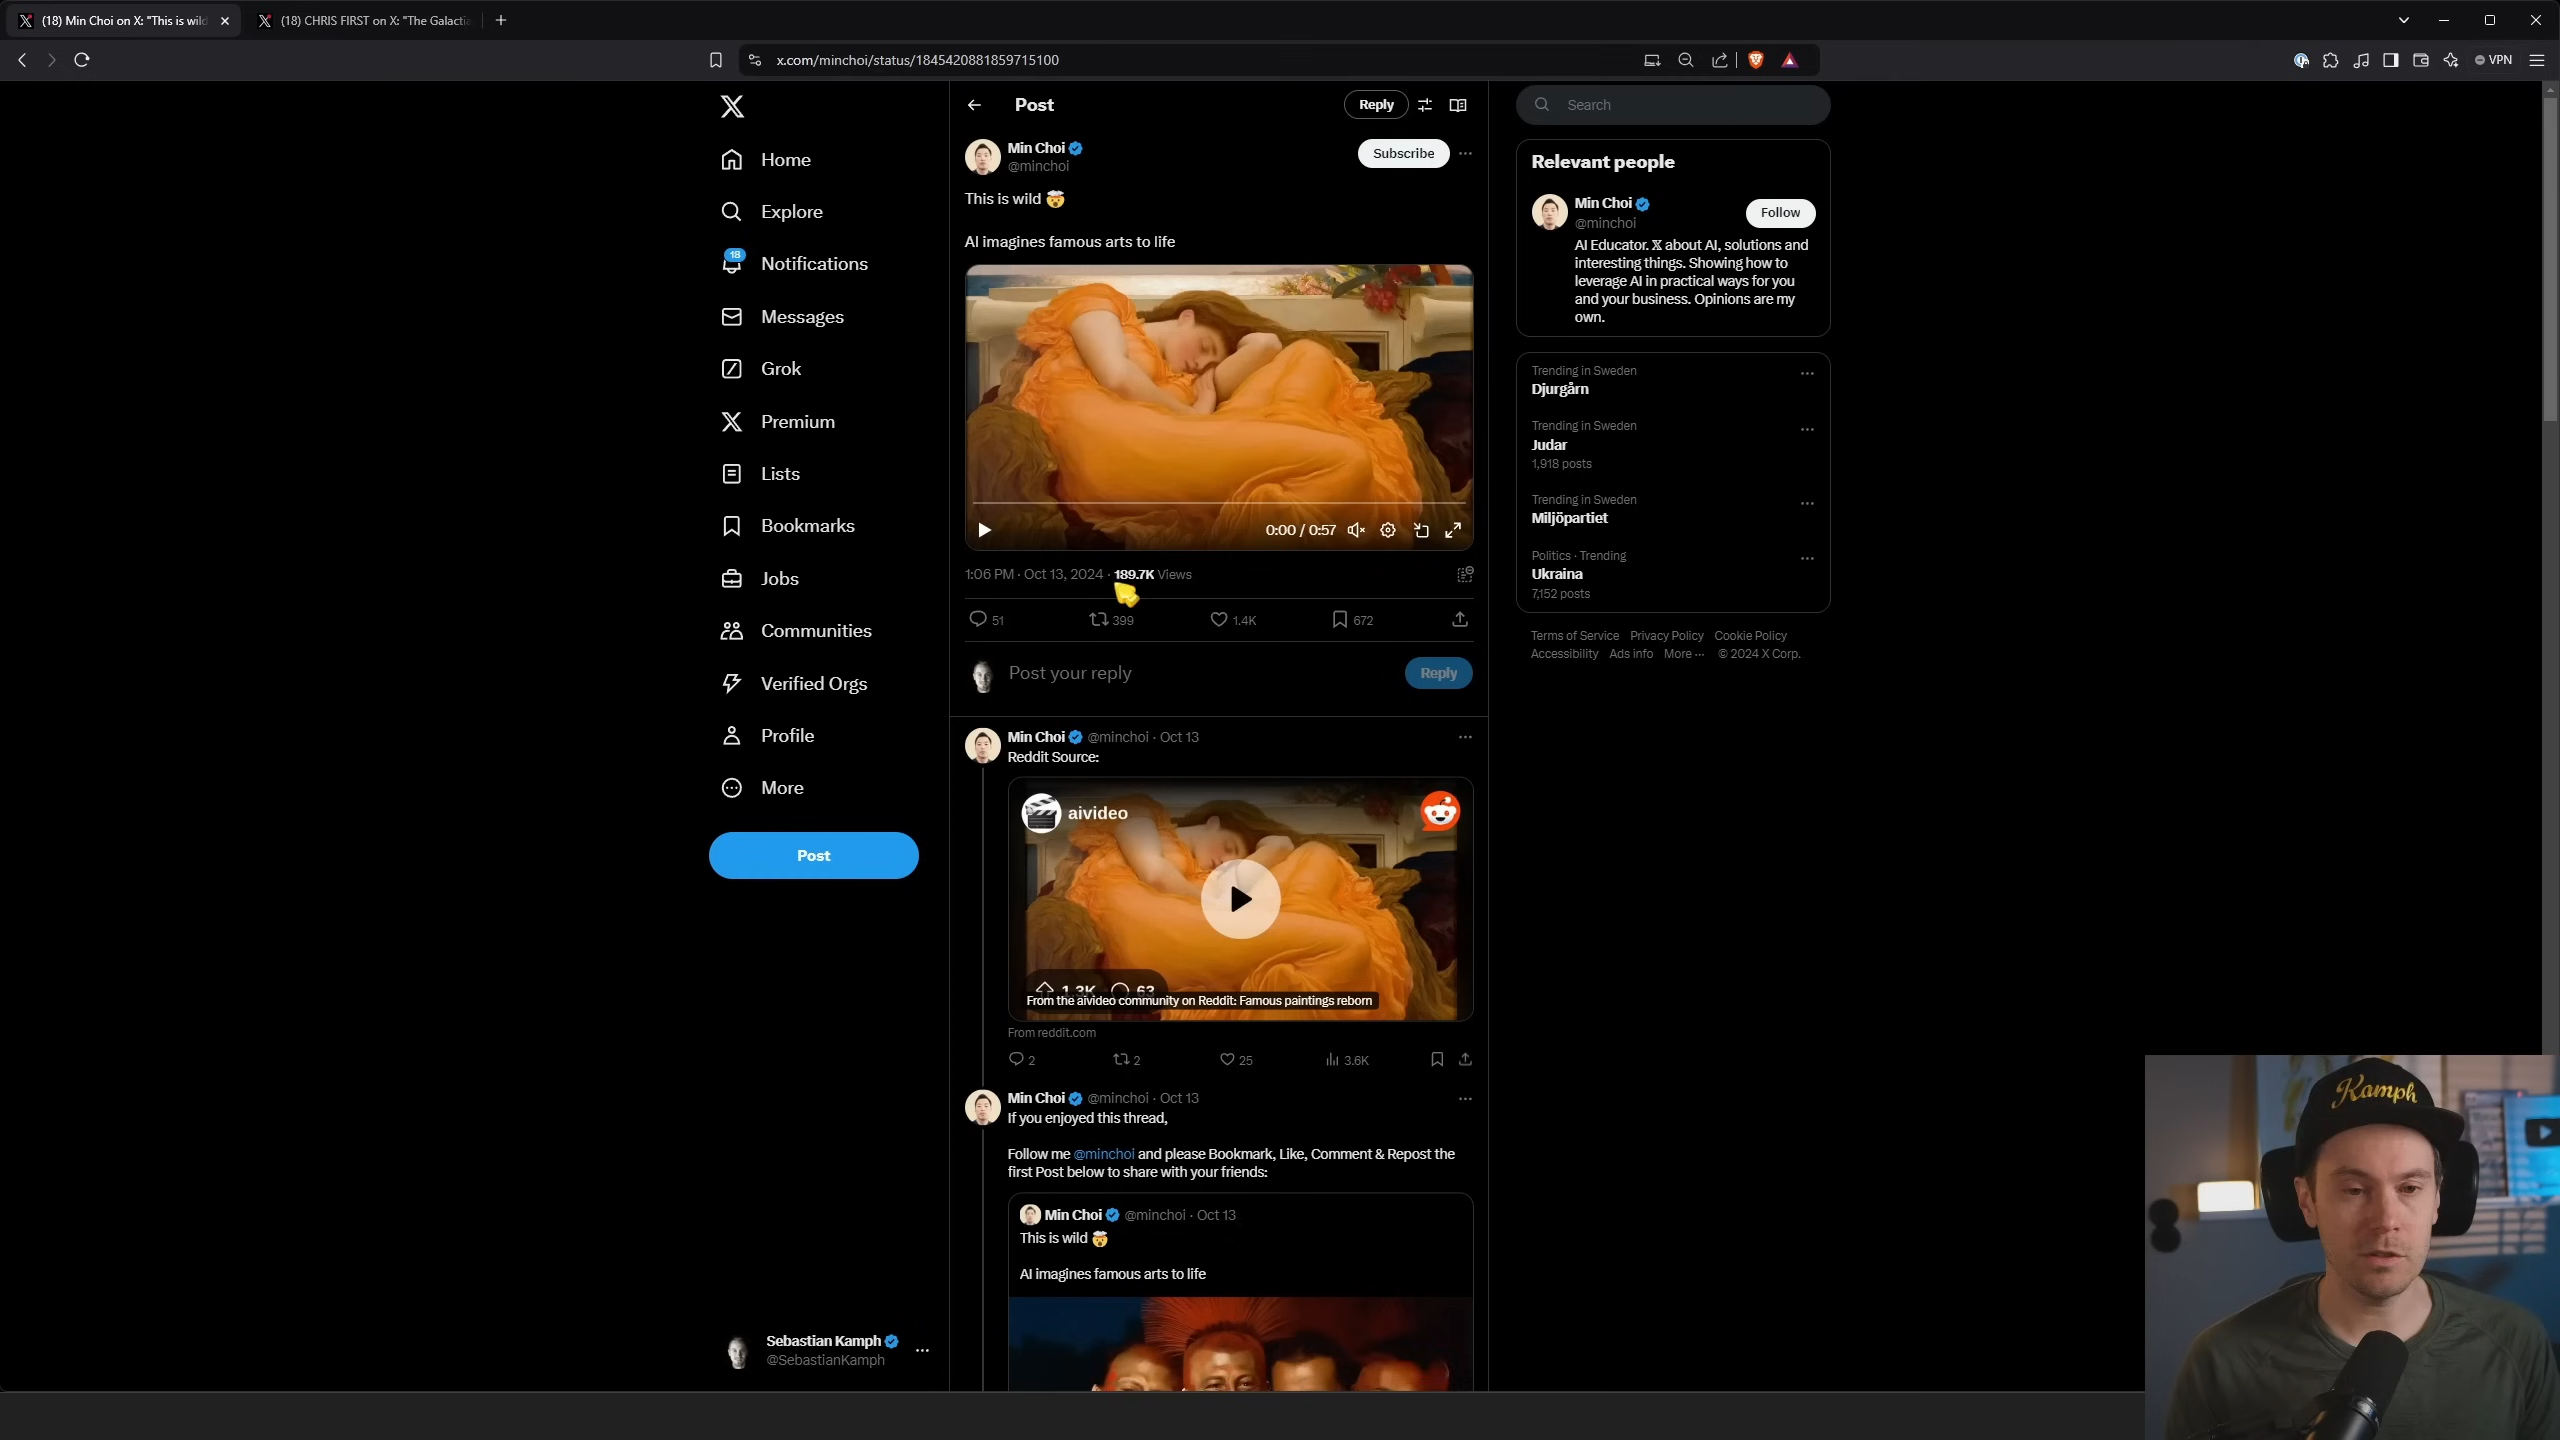 (18) Min Choi on X: "This is wild
(18) CHRIS FIRST on X: "The Galactia
x.com/minchoi/status/1845420881859715100
VPN
Home
Explore
18
Notifications
Messages
Grok
Premium
Lists
Bookmarks
Jobs
Communities
Verified Orgs
Profile
More
Post
Sebastian Kamph
@SebastianKamph
Post
Reply
Min Choi
@minchoi
Subscribe
This is wild 🤯
AI imagines famous arts to life
0:00 / 0:57
1:06 PM · Oct 13, 2024 · 189.7K Views
51 399 1.4K 672
Post your reply
Reply
Min Choi @minchoi · Oct 13
Reddit Source:
aivideo
1.3K 63
From the aivideo community on Reddit: Famous paintings reborn
From reddit.com
2 2 25 3.6K
Min Choi @minchoi · Oct 13
If you enjoyed this thread,
Follow me @minchoi and please Bookmark, Like, Comment & Repost the
first Post below to share with your friends:
Min Choi @minchoi · Oct 13
This is wild 🤯
AI imagines famous arts to life
Search
Relevant people
Min Choi
@minchoi
Follow
AI Educator. 𝕏 about AI, solutions and
interesting things. Showing how to
leverage AI in practical ways for you
and your business. Opinions are my
own.
Trending in Sweden
Djurgårn
Trending in Sweden
Judar
1,918 posts
Trending in Sweden
Miljöpartiet
Politics · Trending
Ukraina
7,152 posts
Terms of Service Privacy Policy Cookie Policy
Accessibility Ads info More ··· © 2024 X Corp.
Kamph